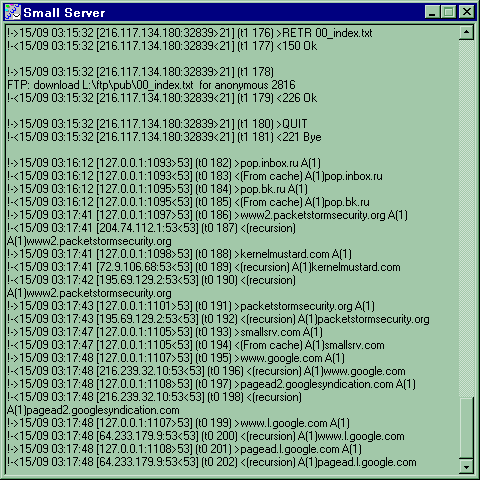 Small Server
!->15/09 03:15:32 [216.117.134.180:32839>21] (t1 176) >RETR 00_index.txt
!-<15/09 03:15:32 [216.117.134.180:32839<21] (t1 177) <150 Ok
!->15/09 03:15:32 [216.117.134.180:32839>21] (t1 178)
FTP: download L:\ftp\pub\00_index.txt for anonymous 2816
!-<15/09 03:15:32 [216.117.134.180:32839<21] (t1 179) <226 Ok
!->15/09 03:15:32 [216.117.134.180:32839>21] (t1 180) >QUIT
!-<15/09 03:15:32 [216.117.134.180:32839<21] (t1 181) <221 Bye
!->15/09 03:16:12 [127.0.0.1:1093>53] (t0 182) >pop.inbox.ru A(1)
!-<15/09 03:16:12 [127.0.0.1:1093<53] (t0 183) <(From cache) A(1)pop.inbox.ru
!->15/09 03:16:12 [127.0.0.1:1095>53] (t0 184) >pop.bk.ru A(1)
!-<15/09 03:16:12 [127.0.0.1:1095<53] (t0 185) <(From cache) A(1)pop.bk.ru
!->15/09 03:17:41 [127.0.0.1:1097>53] (t0 186) >www2.packetstormsecurity.org A(1)
!-<15/09 03:17:41 [204.74.112.1:53<53] (t0 187) <(recursion)
A(1)www2.packetstormsecurity.org
!->15/09 03:17:41 [127.0.0.1:1098>53] (t0 188) >kernelmustard.com A(1)
!-<15/09 03:17:41 [72.9.106.68:53<53] (t0 189) <(recursion) A(1)kernelmustard.com
!-<15/09 03:17:42 [195.69.129.2:53<53] (t0 190) <(recursion)
A(1)www2.packetstormsecurity.org
!->15/09 03:17:43 [127.0.0.1:1101>53] (t0 191) >packetstormsecurity.org A(1)
!-<15/09 03:17:43 [195.69.129.2:53<53] (t0 192) <(recursion) A(1)packetstormsecurity.org
!->15/09 03:17:47 [127.0.0.1:1105>53] (t0 193) >smallsrv.com A(1)
!-<15/09 03:17:47 [127.0.0.1:1105<53] (t0 194) <(From cache) A(1)smallsrv.com
!->15/09 03:17:48 [127.0.0.1:1107>53] (t0 195) >www.google.com A(1)
!-<15/09 03:17:48 [216.239.32.10:53<53] (t0 196) <(recursion) A(1)www.google.com
!->15/09 03:17:48 [127.0.0.1:1108>53] (t0 197) >pagead2.googlesyndication.com A(1)
!-<15/09 03:17:48 [216.239.32.10:53<53] (t0 198) <(recursion)
A(1)pagead2.googlesyndication.com
!->15/09 03:17:48 [127.0.0.1:1107>53] (t0 199) >www.l.google.com A(1)
!-<15/09 03:17:48 [64.233.179.9:53<53] (t0 200) <(recursion) A(1)www.l.google.com
!->15/09 03:17:48 [127.0.0.1:1108>53] (t0 201) >pagead.l.google.com A(1)
!-<15/09 03:17:48 [64.233.179.9:53<53] (t0 202) <(recursion) A(1)pagead.l.google.com